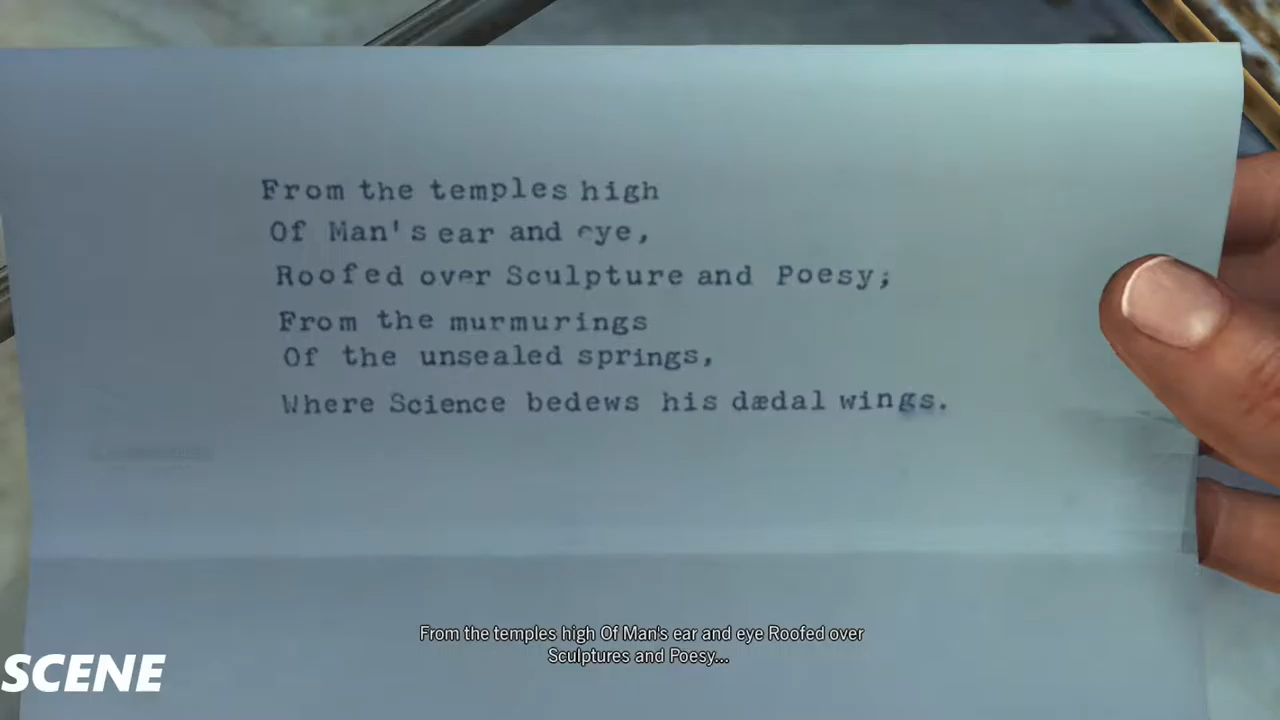 From the temples high
Of Man's ear and eye,
Roofed over Sculpture and Poesy;
From the murmurings
Of the unsealed springs,
Where Science bedews his dædal wings.
From the temples high Of Man's ear and eye Roofed over
Sculptures and Poesy...
SCENE